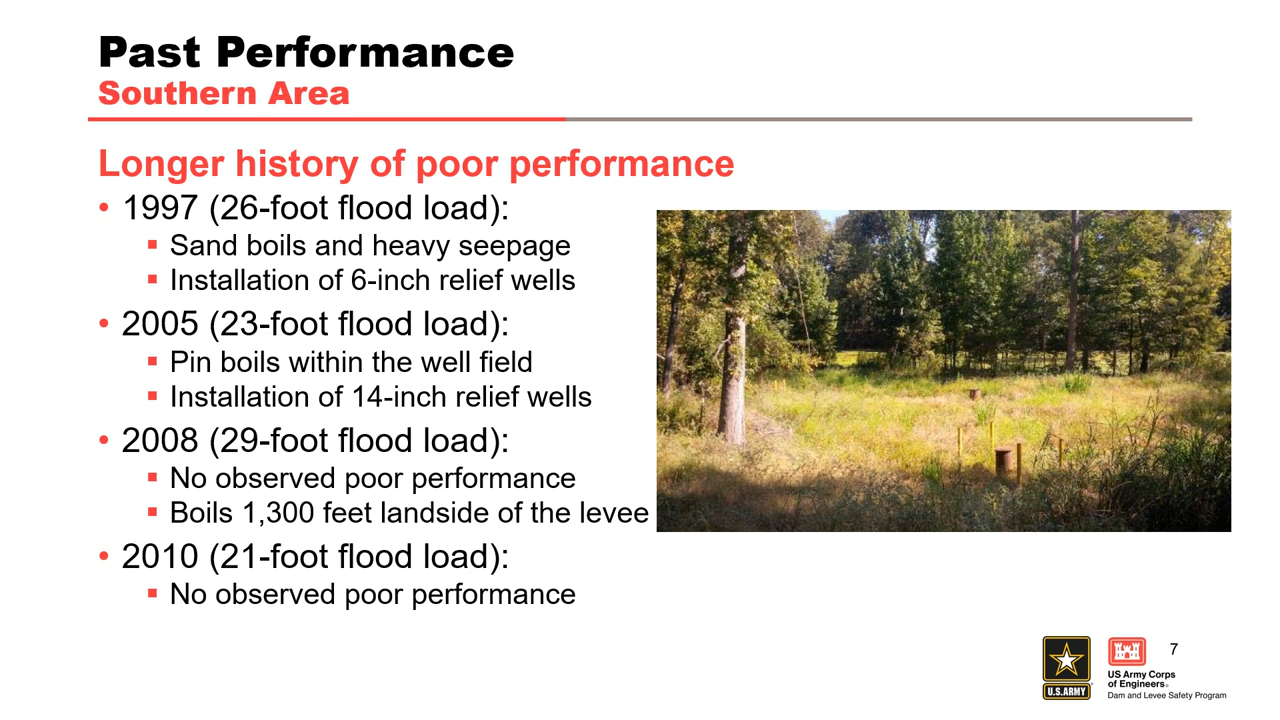 Past Performance
Southern Area
Longer history of poor performance
• 1997 (26-foot flood load):
▪ Sand boils and heavy seepage
▪ Installation of 6-inch relief wells
• 2005 (23-foot flood load):
▪ Pin boils within the well field
▪ Installation of 14-inch relief wells
• 2008 (29-foot flood load):
▪ No observed poor performance
▪ Boils 1,300 feet landside of the levee
• 2010 (21-foot flood load):
▪ No observed poor performance
U.S.ARMY
US Army Corps
of Engineers®
Dam and Levee Safety Program
7